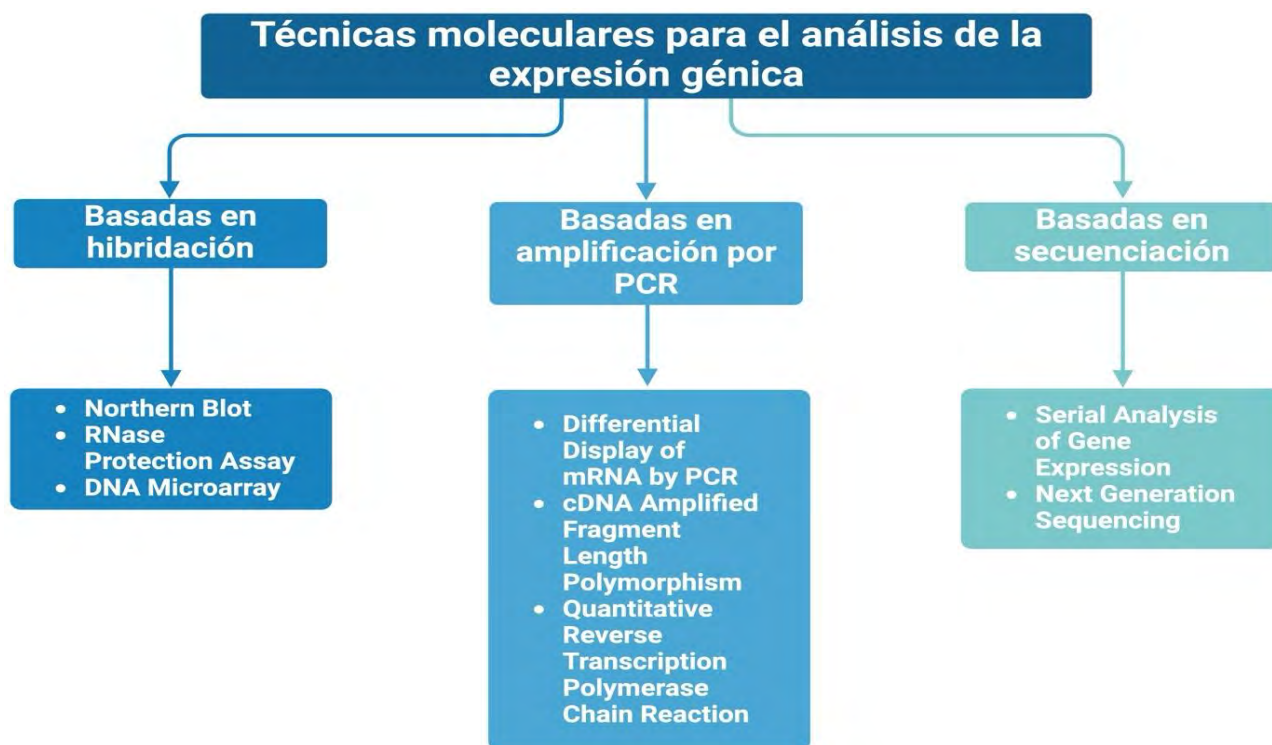 Técnicas moleculares para el análisis de la
expresión génica
Basadas en
hibridación
Basadas en
amplificación por
PCR
Basadas en
secuenciación
• Northern Blot
• RNase
Protection Assay
• DNA Microarray
• Differential
Display of
mRNA by PCR
• cDNA Amplified
Fragment
Length
Polymorphism
• Quantitative
Reverse
Transcription
Polymerase
Chain Reaction
• Serial Analysis
of Gene
Expression
• Next Generation
Sequencing